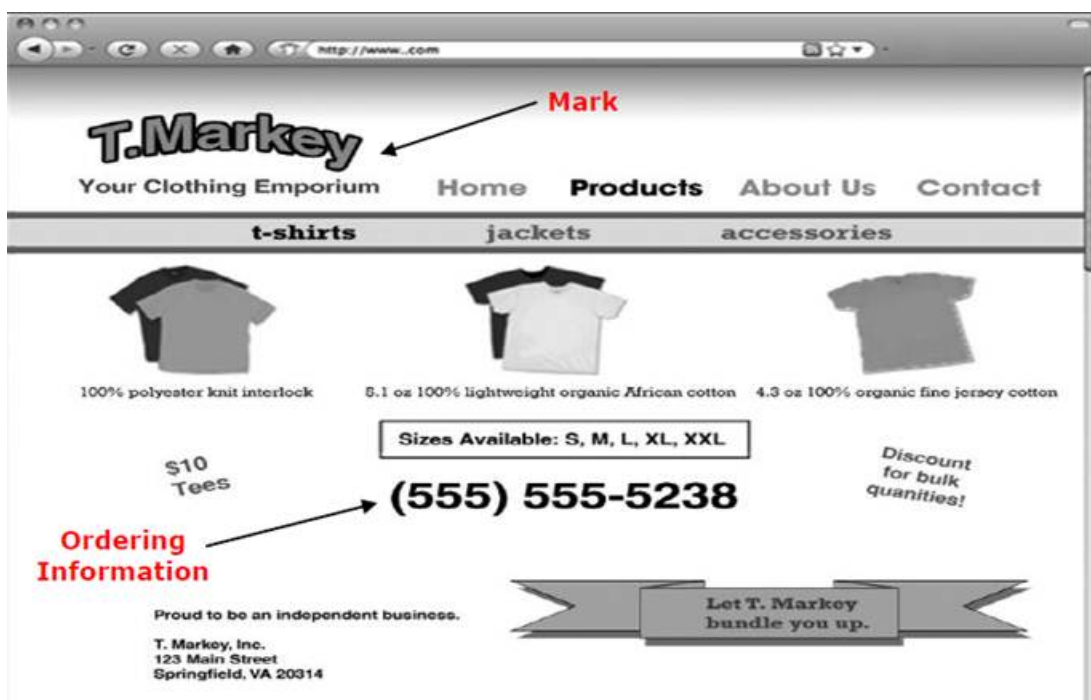 http://www..com
Mark
T.Markey
Your Clothing Emporium
Home Products About Us Contact
t-shirts jackets accessories
100% polyester knit interlock
5.1 oz 100% lightweight organic African cotton
4.3 oz 100% organic fine jersey cotton
Sizes Available: S, M, L, XL, XXL
$10
Tees
Discount
for bulk
quanities!
(555) 555-5238
Ordering
Information
Proud to be an independent business.
T. Markey, Inc.
123 Main Street
Springfield, VA 20314
Let T. Markey
bundle you up.